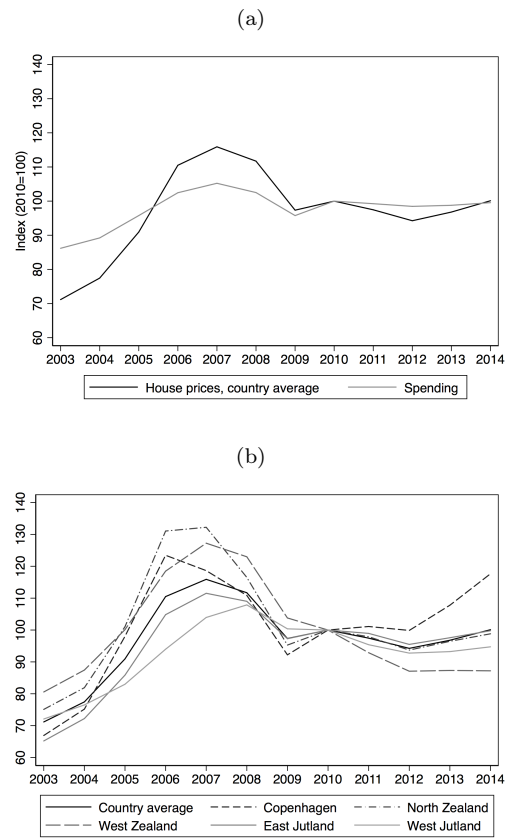 (a)
140
130
120
110
100
90
80
70
60
Index (2010=100)
2003 2004 2005 2006 2007 2008 2009 2010 2011 2012 2013 2014
House prices, country average Spending
(b)
140
130
120
110
100
90
80
70
60
2003 2004 2005 2006 2007 2008 2009 2010 2011 2012 2013 2014
Country average Copenhagen North Zealand
West Zealand East Jutland West Jutland